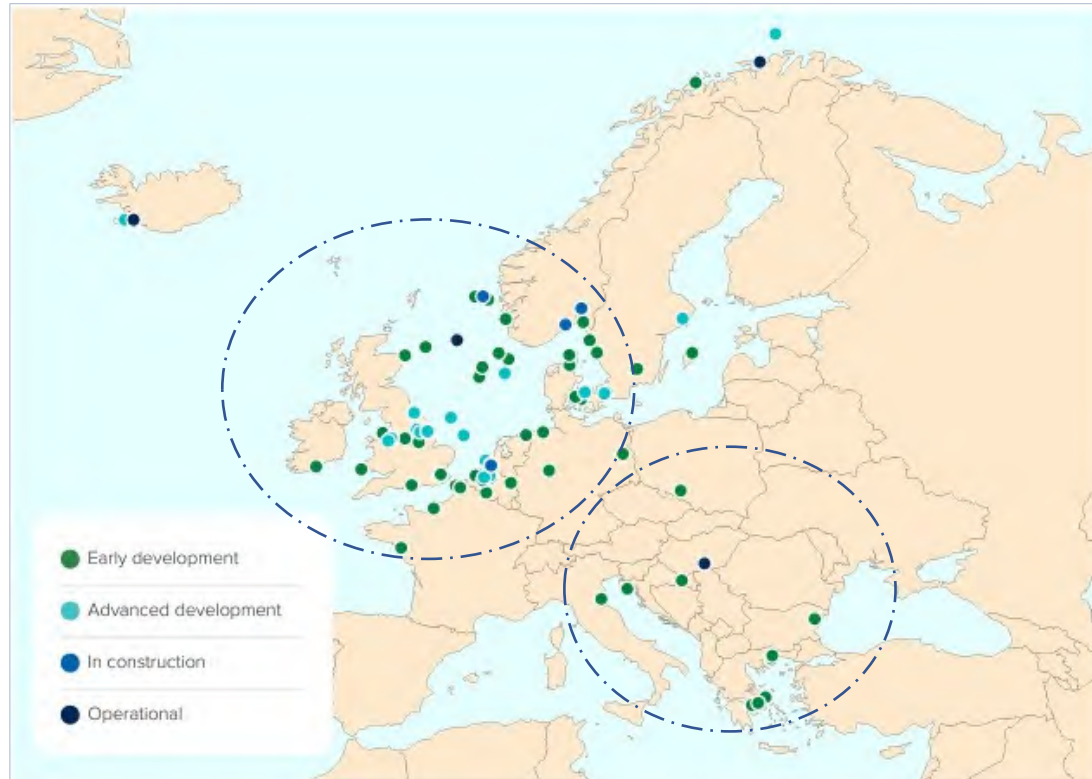 Early development
Advanced development
In construction
Operational